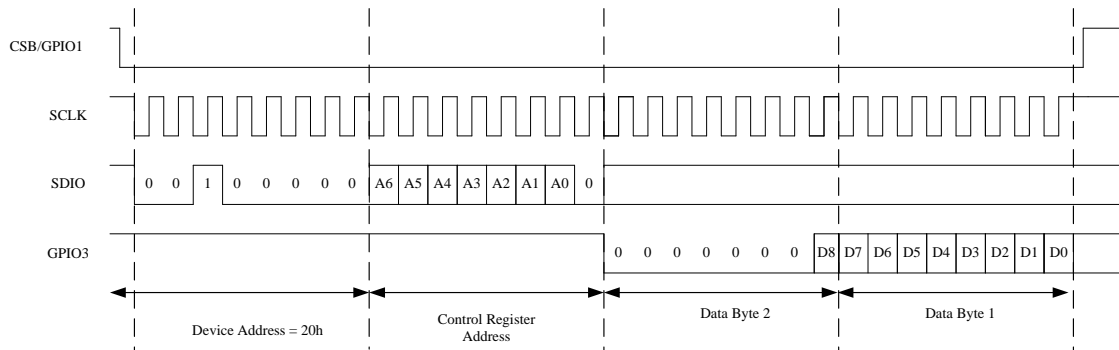 CSB/GPIO1
SCLK
SDIO 0 0 1 0 0 0 0 0 A6 A5 A4 A3 A2 A1 A0 0
GPIO3 0 0 0 0 0 0 0 D8 D7 D6 D5 D4 D3 D2 D1 D0
Device Address = 20h
Control Register
Address
Data Byte 2
Data Byte 1